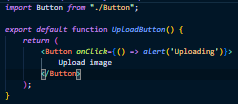 import Button from "./Button";

export default function UploadButton() {
    return (
        <Button onClick={() => alert('Uploading')}>
            Upload image
        </Button>
    );
}